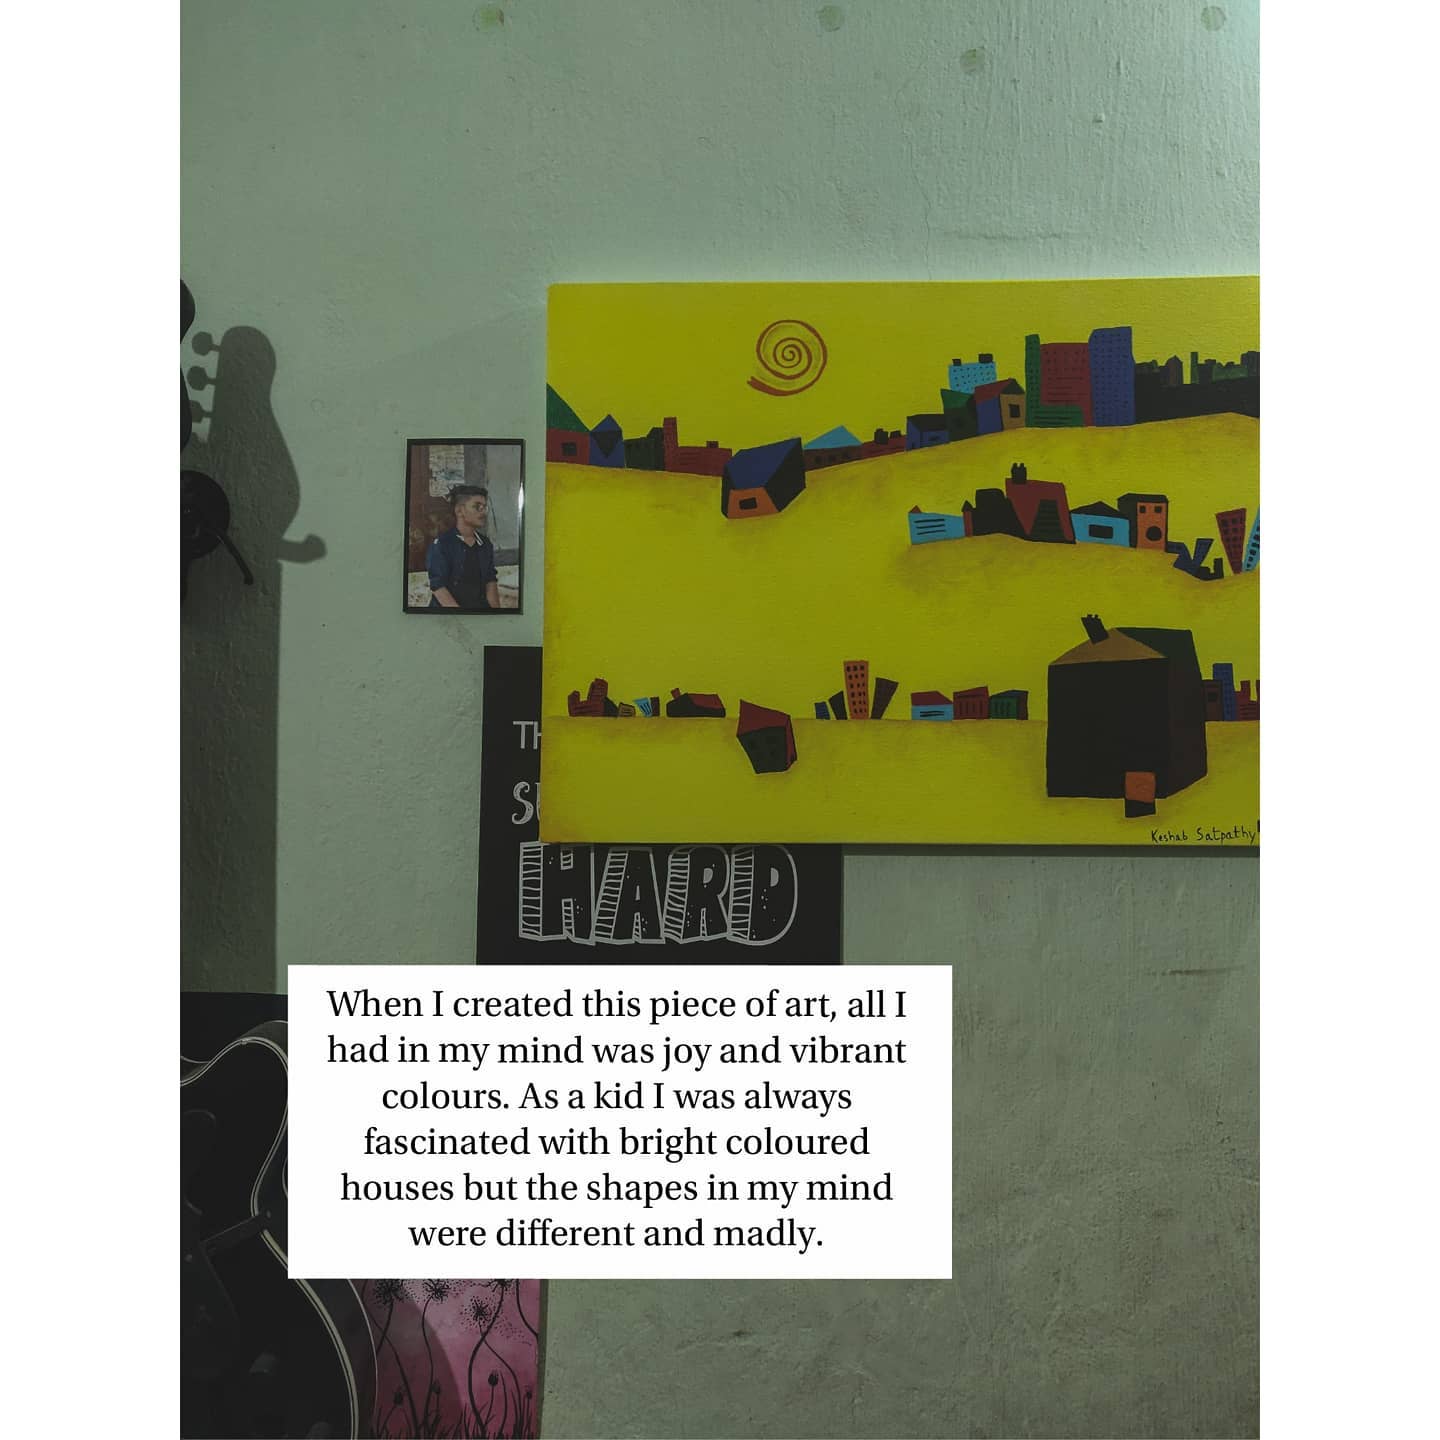 Keshab Satpathy
TH
SU
HARD
When I created this piece of art, all I
had in my mind was joy and vibrant
colours. As a kid I was always
fascinated with bright coloured
houses but the shapes in my mind
were different and madly.